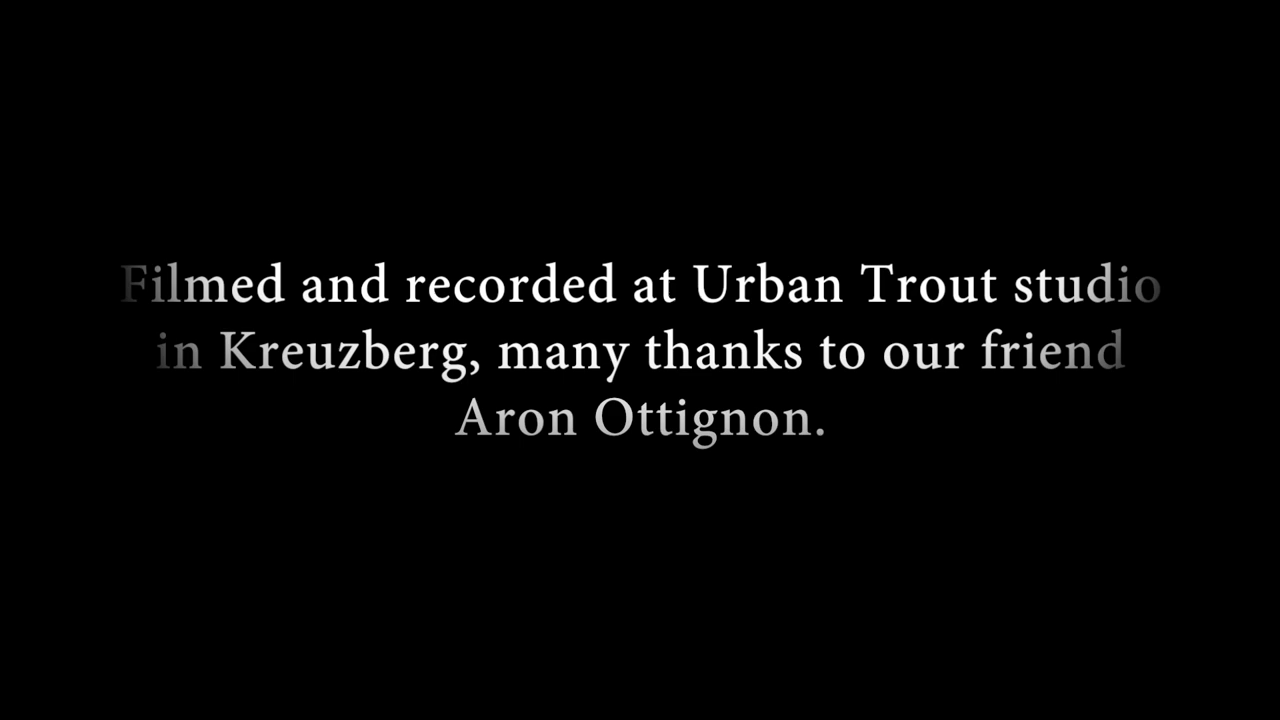 Filmed and recorded at Urban Trout studio
in Kreuzberg, many thanks to our friend
Aron Ottignon.